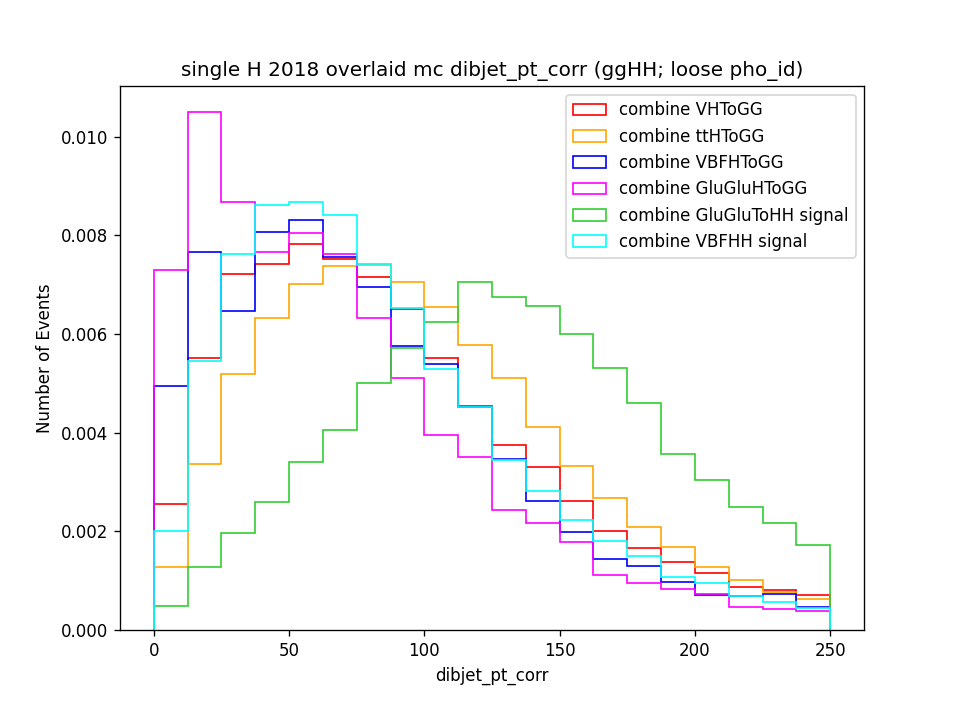 single H 2018 overlaid mc dibjet_pt_corr (ggHH; loose pho_id)
combine VHToGG
combine ttHToGG
combine VBFHToGG
combine GluGluHToGG
combine GluGluToHH signal
combine VBFHH signal
Number of Events
0.010
0.008
0.006
0.004
0.002
0.000
0
50
100
150
200
250
dibjet_pt_corr